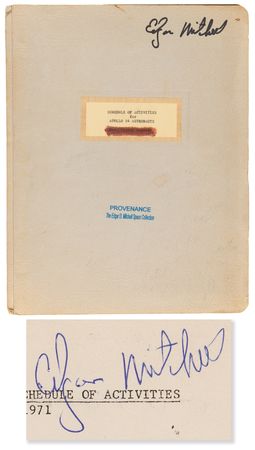 Edgar Mitchell
SCHEDULE OF ACTIVITIES
for
APOLLO 14 ASTRONAUTS
PROVENANCE
The Edgar D. Mitchell Space Collection
Edgar Mitchell
CHEDULE OF ACTIVITIES
1971